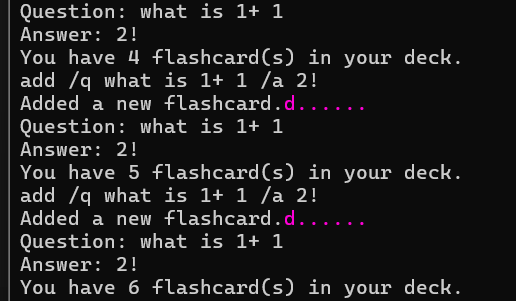 Question: what is 1+ 1
Answer: 2!
You have 4 flashcard(s) in your deck.
add /q what is 1+ 1 /a 2!
Added a new flashcard.d......
Question: what is 1+ 1
Answer: 2!
You have 5 flashcard(s) in your deck.
add /q what is 1+ 1 /a 2!
Added a new flashcard.d......
Question: what is 1+ 1
Answer: 2!
You have 6 flashcard(s) in your deck.